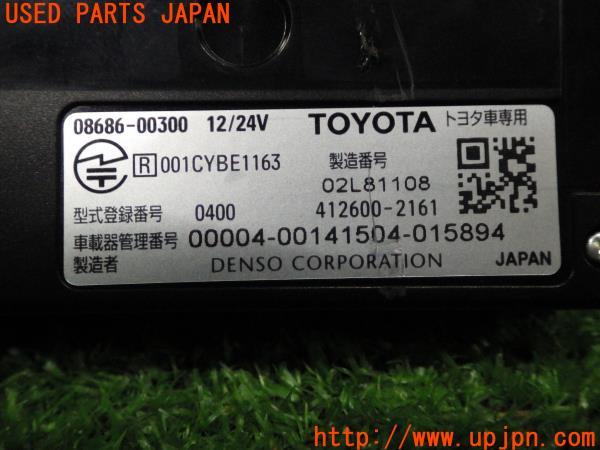 USED PARTS JAPAN
08686-00300 12/24V TOYOTA トヨタ車専用
R 001CYBE1163 製造番号
02L81108
型式登録番号 0400 412600-2161
車載器管理番号 00004-00141504-015894
製造者 DENSO CORPORATION JAPAN
www.upjpn.com